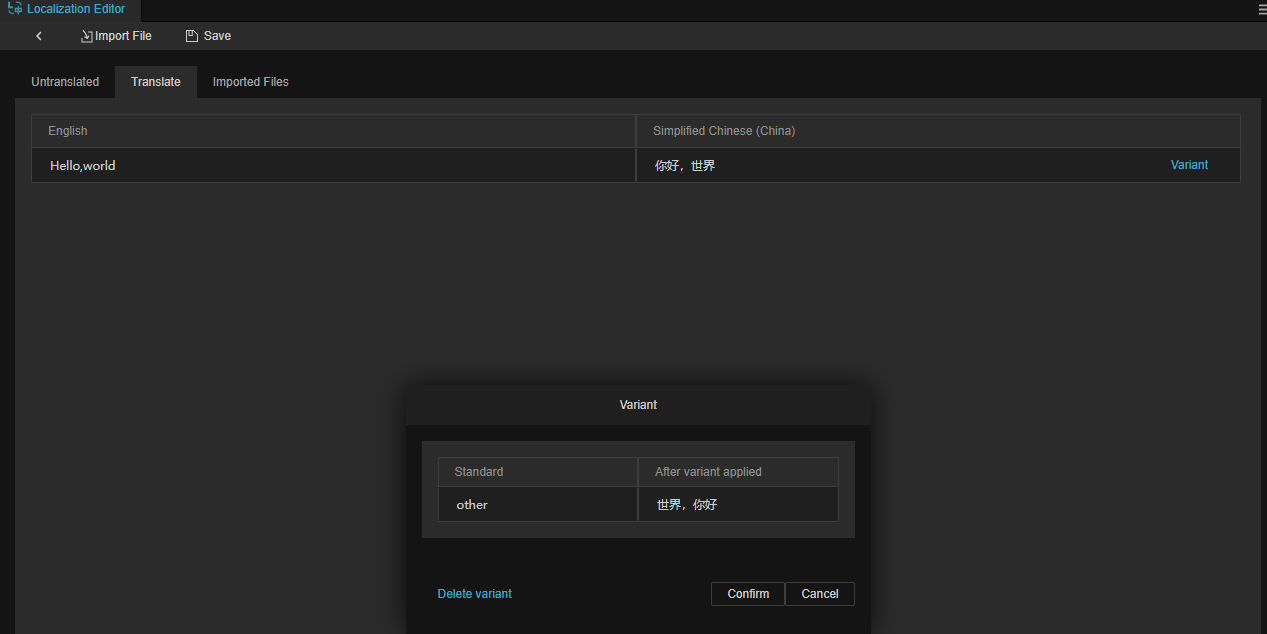 Localization Editor
Import File Save
Untranslated Translate Imported Files
English Simplified Chinese (China)
Hello,world 你好，世界 Variant
Variant
Standard After variant applied
other 世界，你好
Delete variant Confirm Cancel